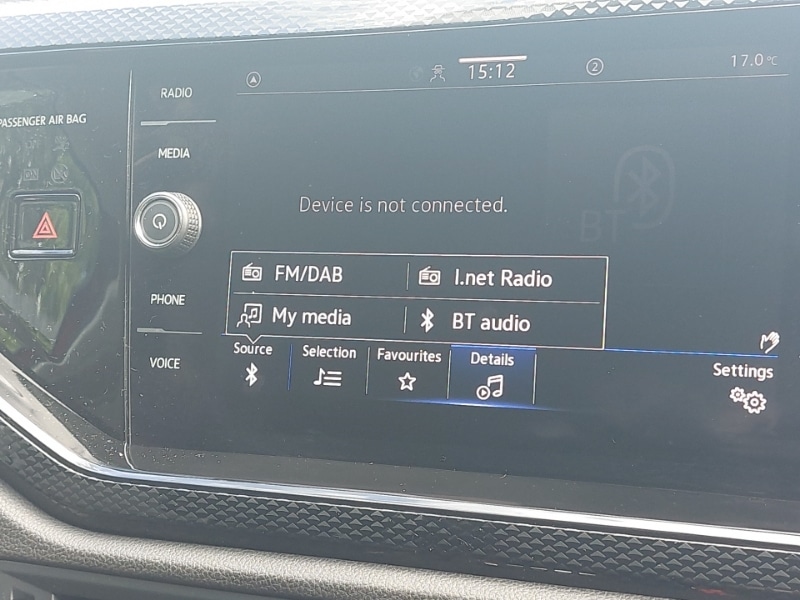 15:12
2
17.0°C
RADIO
PASSENGER AIR BAG
MEDIA
Device is not connected.
BT
FM/DAB
I.net Radio
PHONE
My media
BT audio
VOICE
Source
Selection
Favourites
Details
Settings